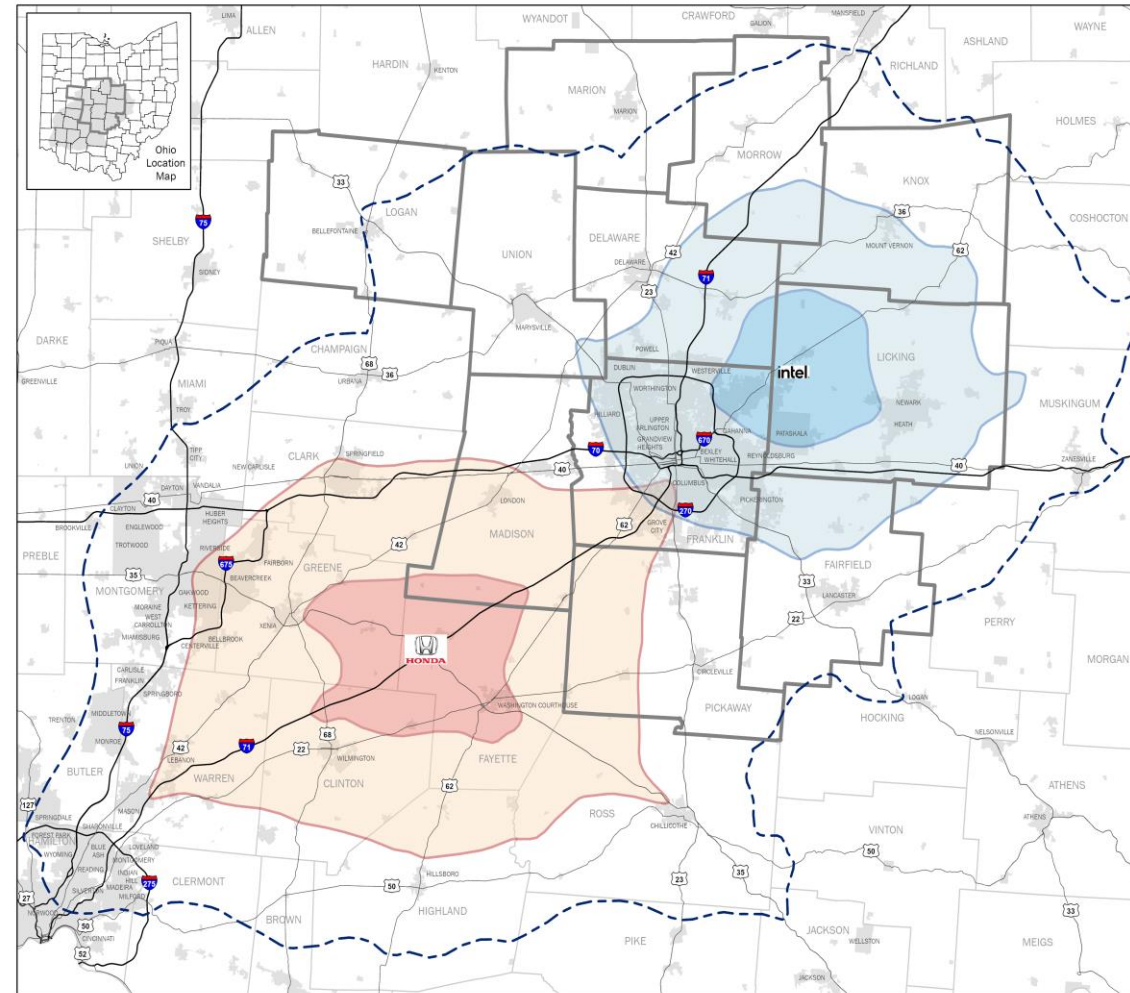 LIMA
ALLEN
WYANDOT
CRAWFORD
GALION
MANSFIELD
WAYNE
ASHLAND
RICHLAND
HARDIN
KENTON
MARION
MARION
HOLMES
Ohio
Location
Map
MORROW
KNOX
33
LOGAN
BELLEFONTAINE
75
SHELBY
SIDNEY
UNION
DELAWARE
DELAWARE
42
23
71
36
MOUNT VERNON
62
COSHOCTON
DARKE
GREENVILLE
PIQUA
MIAMI
TROY
CHAMPAIGN
68
36
URBANA
MARYSVILLE
POWELL
DUBLIN
WESTERVILLE
WORTHINGTON
intel
LICKING
NEWARK
HEATH
MUSKINGUM
HILLIARD
UPPER
ARLINGTON
GRANDVIEW
HEIGHTS
670
GAHANNA
BEXLEY
WHITEHALL
REYNOLDSBURG
PATASKALA
70
40
COLUMBUS
40
ZANESVILLE
TIPP
CITY
UNION
NEW CARLISLE
CLARK
SPRINGFIELD
LONDON
MADISON
DAYTON
VANDALIA
40
CLAYTON
BROOKVILLE
ENGLEWOOD
HUBER
HEIGHTS
TROTWOOD
RIVERSIDE
PREBLE
35
675
FAIRBORN
BEAVERCREEK
GREENE
42
62
GROVE
CITY
270
FRANKLIN
PICKERINGTON
33
FAIRFIELD
LANCASTER
22
PERRY
MONTGOMERY
OAKWOOD
KETTERING
MORAINE
WEST
CARROLLTON
MIAMISBURG
BELLBROOK
CENTERVILLE
XENIA
HONDA
CARLISLE
FRANKLIN
SPRINGBORO
MIDDLETOWN
TRENTON
75
MONROE
WASHINGTON COURTHOUSE
CIRCLEVILLE
PICKAWAY
LOGAN
HOCKING
MORGAN
NELSONVILLE
BUTLER
42
LEBANON
71
22
68
WILMINGTON
WARREN
CLINTON
FAYETTE
62
ROSS
CHILLICOTHE
ATHENS
ATHENS
127
MASON
SPRINGDALE
SHARONVILLE
FOREST PARK
HAMILTON
WYOMING
BLUE
ASH
LOVELAND
MONTGOMERY
READING
INDIAN
HILL
MADEIRA
SILVERTON
MILFORD
275
CLERMONT
27
NORWOOD
50
CINCINNATI
52
BROWN
50
HILLSBORO
HIGHLAND
23
35
VINTON
50
33
PIKE
JACKSON
WELLSTON
JACKSON
MEIGS